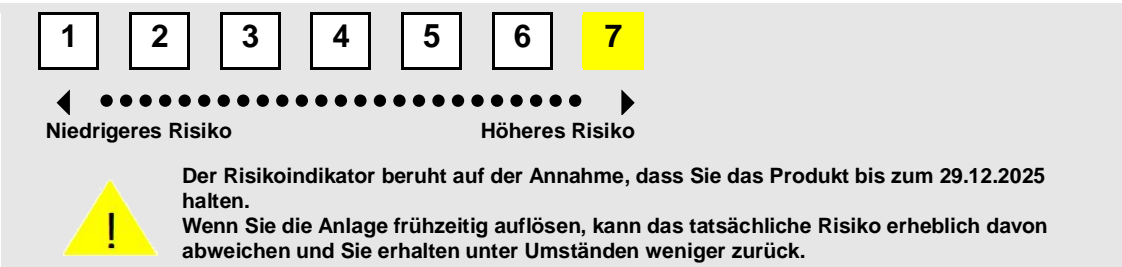 1 2 3 4 5 6 7
Niedrigeres Risiko Höheres Risiko
Der Risikoindikator beruht auf der Annahme, dass Sie das Produkt bis zum 29.12.2025
halten.
Wenn Sie die Anlage frühzeitig auflösen, kann das tatsächliche Risiko erheblich davon
abweichen und Sie erhalten unter Umständen weniger zurück.
!